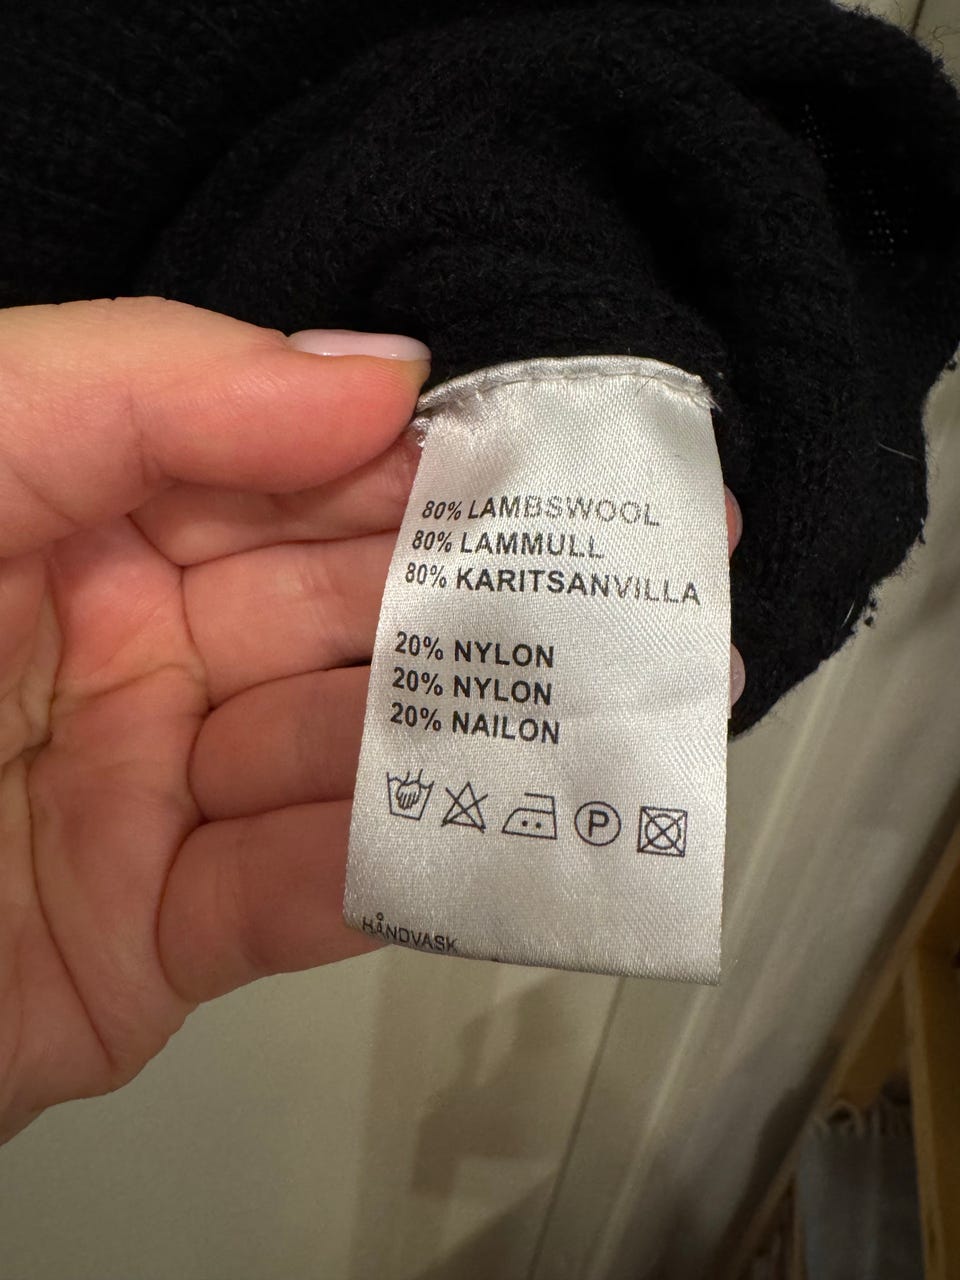 80% LAMBSWOOL
80% LAMMULL
80% KARITSANVILLA
20% NYLON
20% NYLON
20% NAILON
P
HÅNDVASK